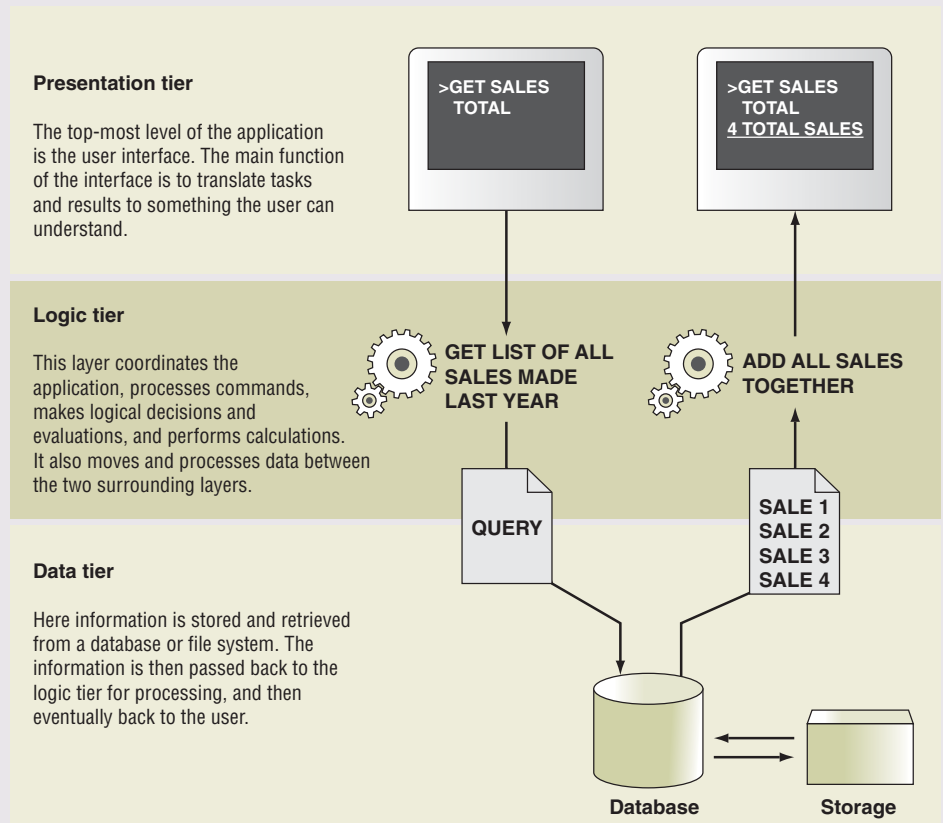 Presentation tier
The top-most level of the application
is the user interface. The main function
of the interface is to translate tasks
and results to something the user can
understand.
>GET SALES
TOTAL
>GET SALES
TOTAL
4 TOTAL SALES
Logic tier
This layer coordinates the
application, processes commands,
makes logical decisions and
evaluations, and performs calculations.
It also moves and processes data between
the two surrounding layers.
GET LIST OF ALL
SALES MADE
LAST YEAR
ADD ALL SALES
TOGETHER
QUERY
SALE 1
SALE 2
SALE 3
SALE 4
Data tier
Here information is stored and retrieved
from a database or file system. The
information is then passed back to the
logic tier for processing, and then
eventually back to the user.
Database
Storage